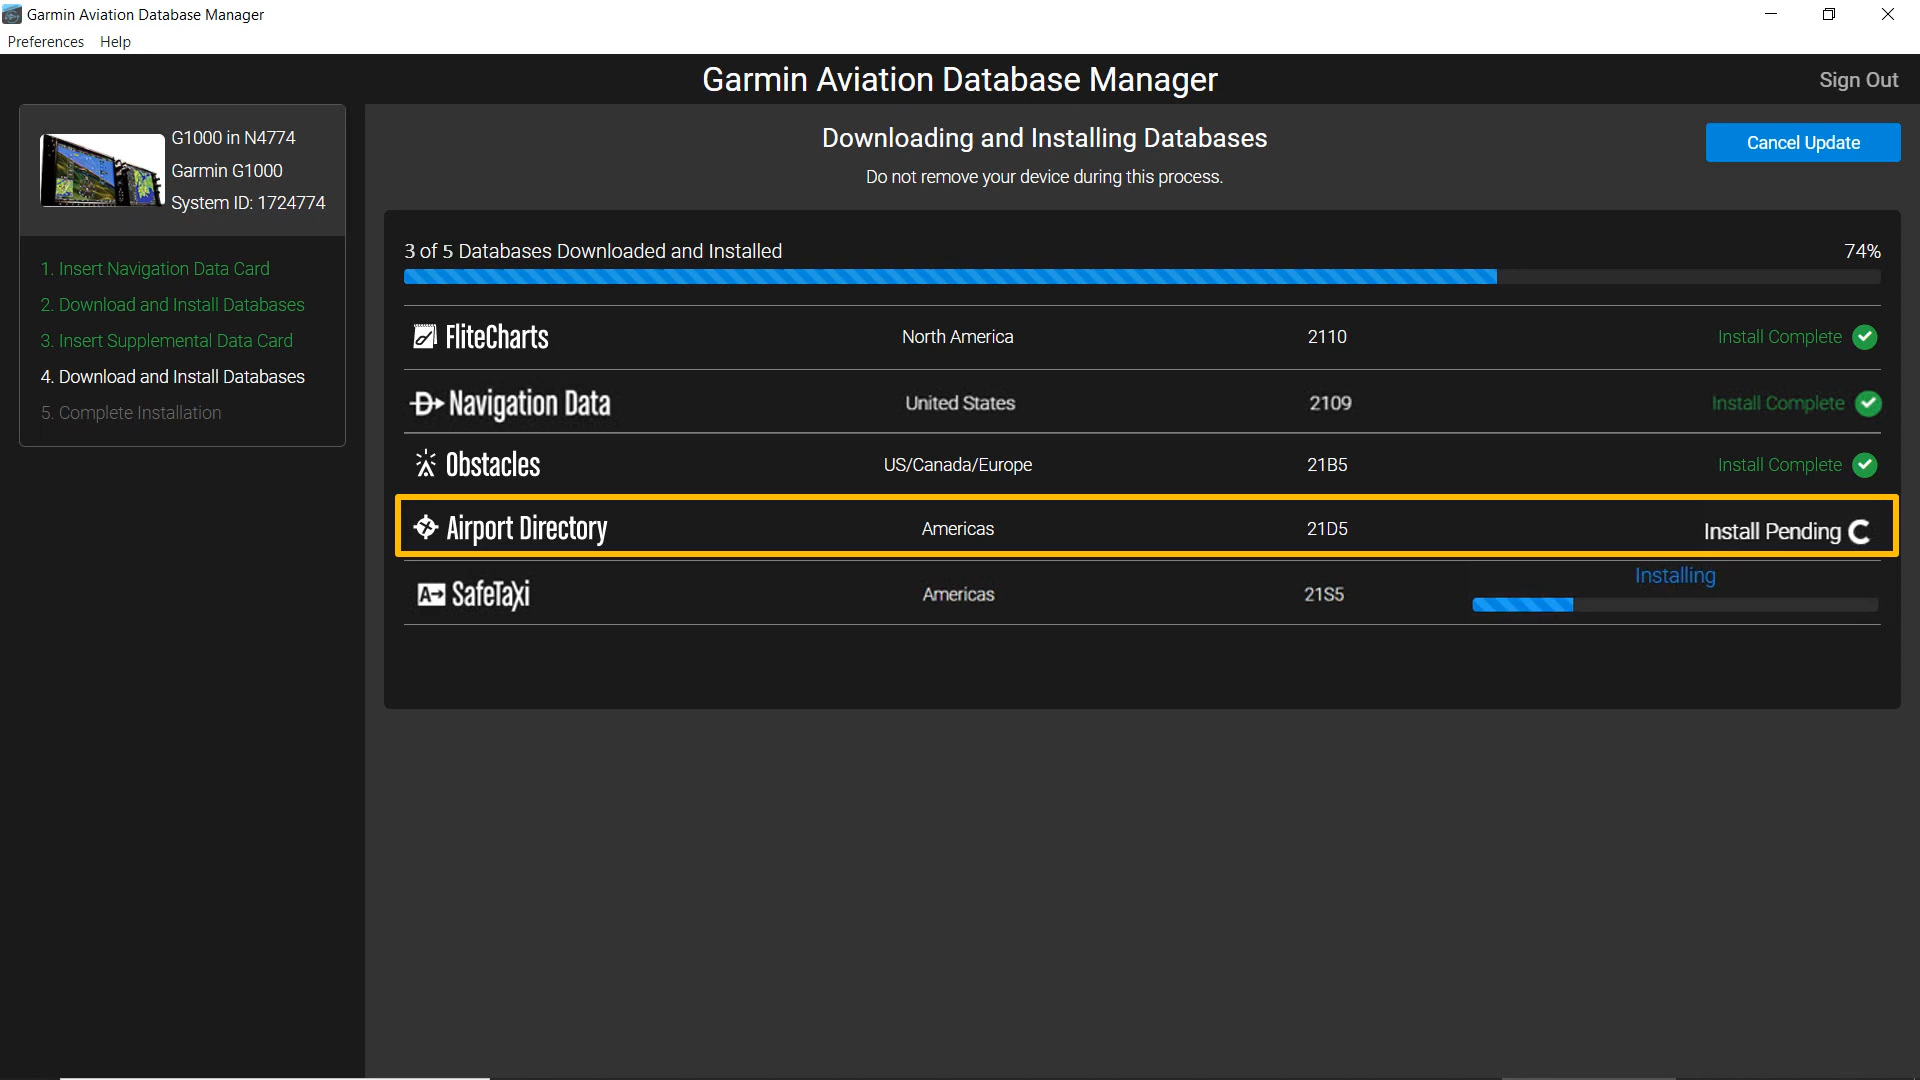 Garmin Aviation Database Manager
Preferences Help
Garmin Aviation Database Manager
Sign Out
G1000 in N4774
Garmin G1000
System ID: 1724774
1. Insert Navigation Data Card
2. Download and Install Databases
3. Insert Supplemental Data Card
4. Download and Install Databases
5. Complete Installation
Downloading and Installing Databases
Cancel Update
Do not remove your device during this process.
3 of 5 Databases Downloaded and Installed 74%
FliteCharts North America 2110 Install Complete
Navigation Data United States 2109 Install Complete
Obstacles US/Canada/Europe 21B5 Install Complete
Airport Directory Americas 21D5 Install Pending
SafeTaxi Americas 21S5 Installing